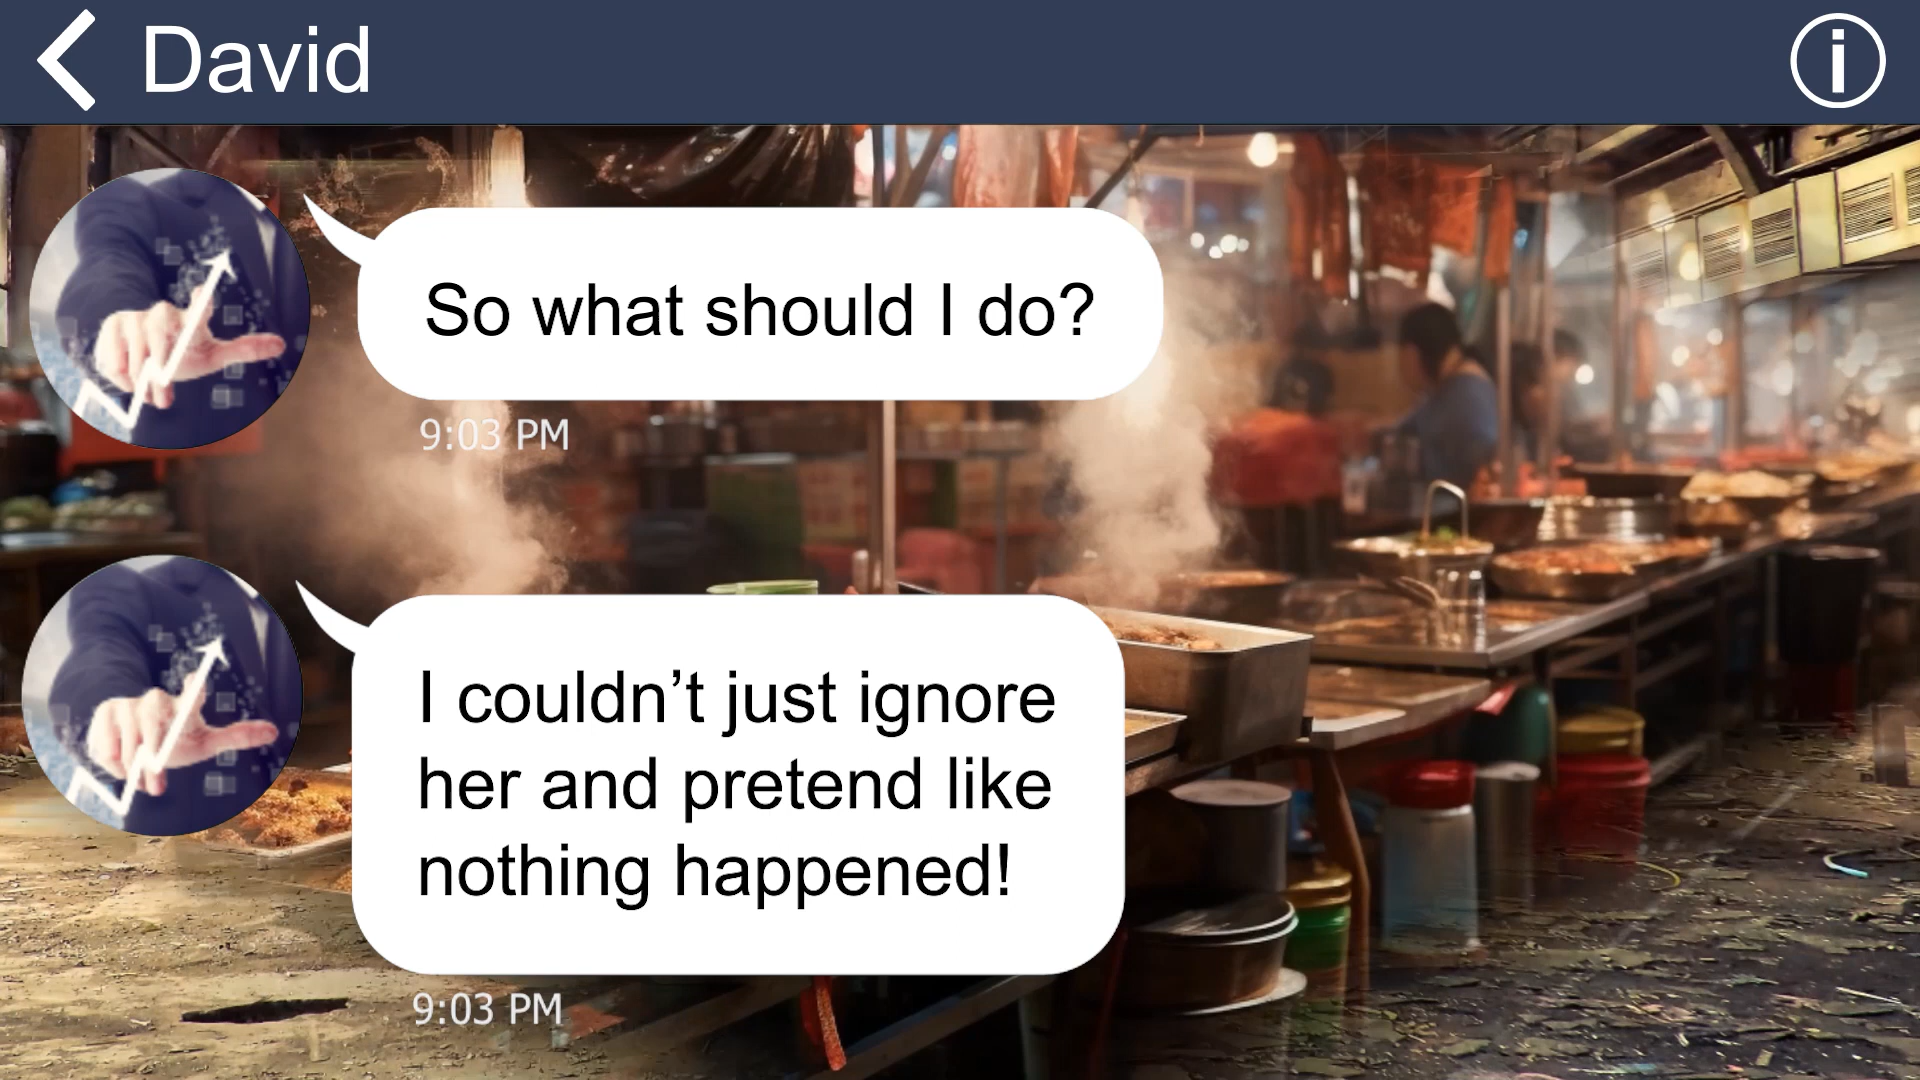 David
So what should I do?
9:03 PM
I couldn’t just ignore
her and pretend like
nothing happened!
9:03 PM